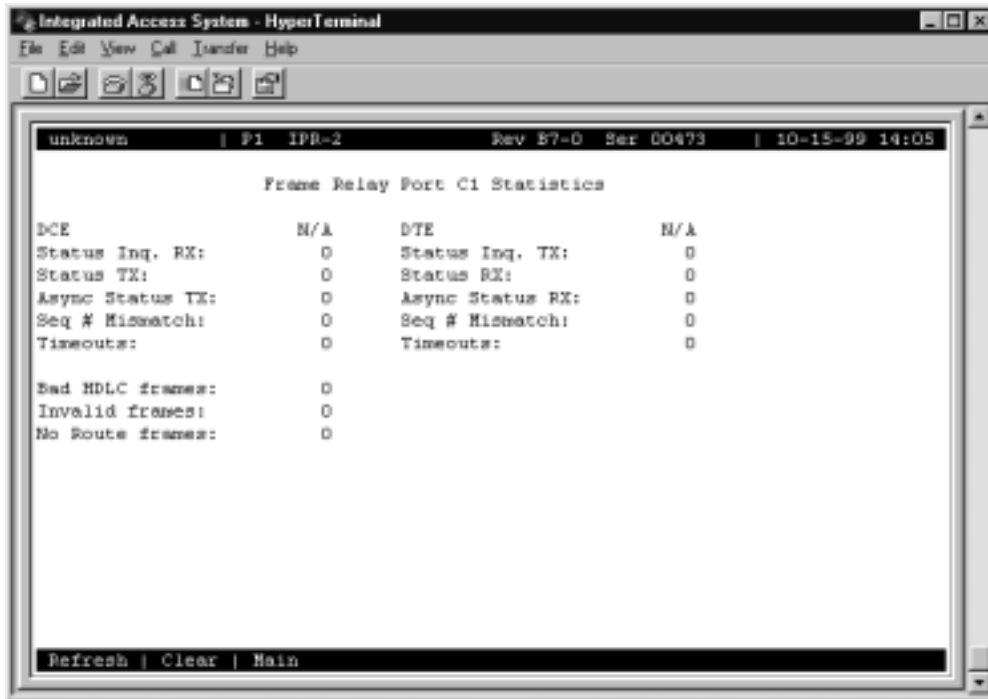 Integrated Access System - HyperTerminal
File Edit View Call Transfer Help
unknown | P1 IPR-2 Rev B7-0 Ser 00473 | 10-15-99 14:05
Frame Relay Port C1 Statistics
DCE N/A DTE N/A
Status Inq. RX: 0 Status Inq. TX: 0
Status TX: 0 Status RX: 0
Async Status TX: 0 Async Status RX: 0
Seq # Mismatch: 0 Seq # Mismatch: 0
Timeouts: 0 Timeouts: 0
Bad HDLC frames: 0
Invalid frames: 0
No Route frames: 0
Refresh | Clear | Main